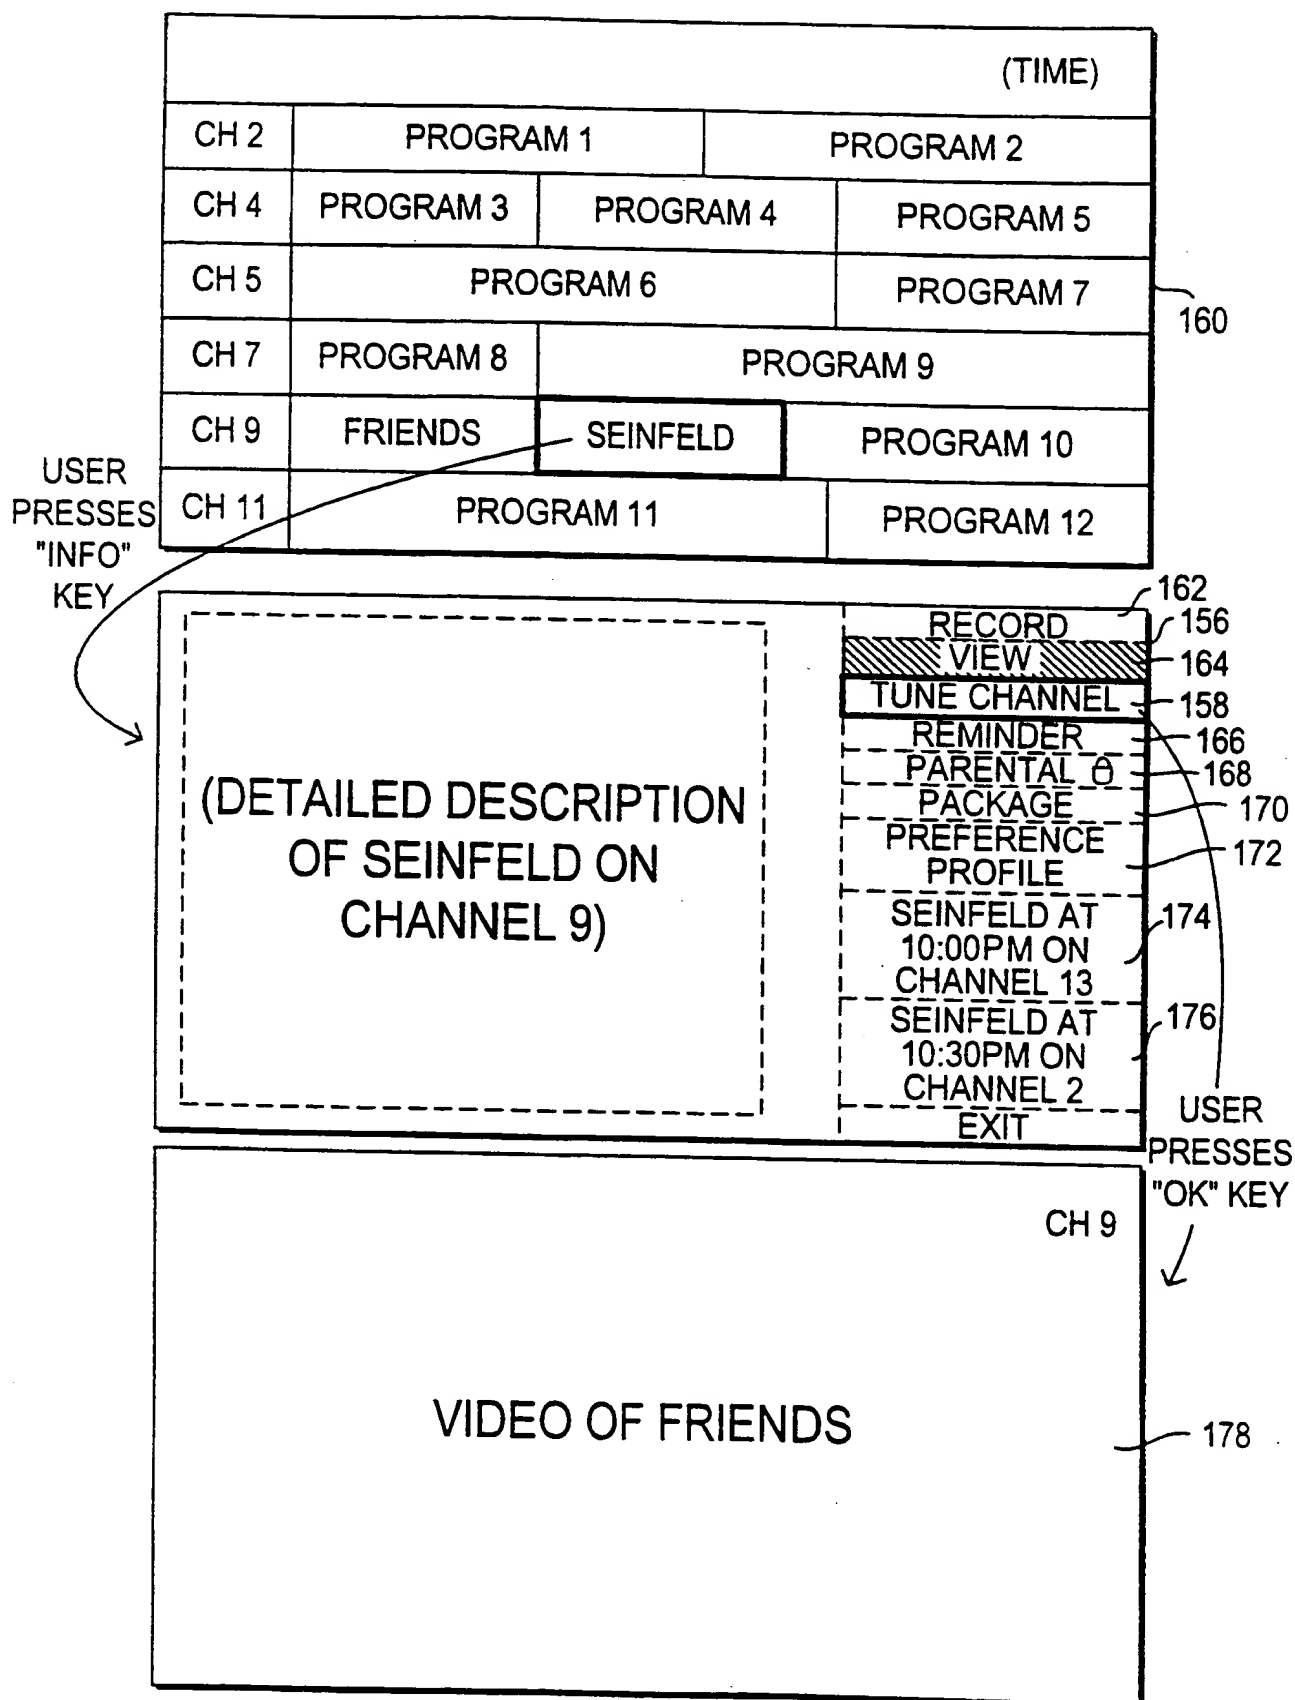 (TIME)
CH 2 PROGRAM 1 PROGRAM 2
CH 4 PROGRAM 3 PROGRAM 4 PROGRAM 5
CH 5 PROGRAM 6 PROGRAM 7
160
CH 7 PROGRAM 8 PROGRAM 9
CH 9 FRIENDS SEINFELD PROGRAM 10
CH 11 PROGRAM 11 PROGRAM 12
USER
PRESSES
"INFO"
KEY
(DETAILED DESCRIPTION
OF SEINFELD ON
CHANNEL 9)
RECORD 162
156
VIEW 164
TUNE CHANNEL 158
REMINDER 166
PARENTAL 168
PACKAGE 170
PREFERENCE
PROFILE 172
SEINFELD AT
10:00PM ON
CHANNEL 13
174
SEINFELD AT
10:30PM ON
CHANNEL 2
176
EXIT
USER
PRESSES
"OK" KEY
CH 9
VIDEO OF FRIENDS
178